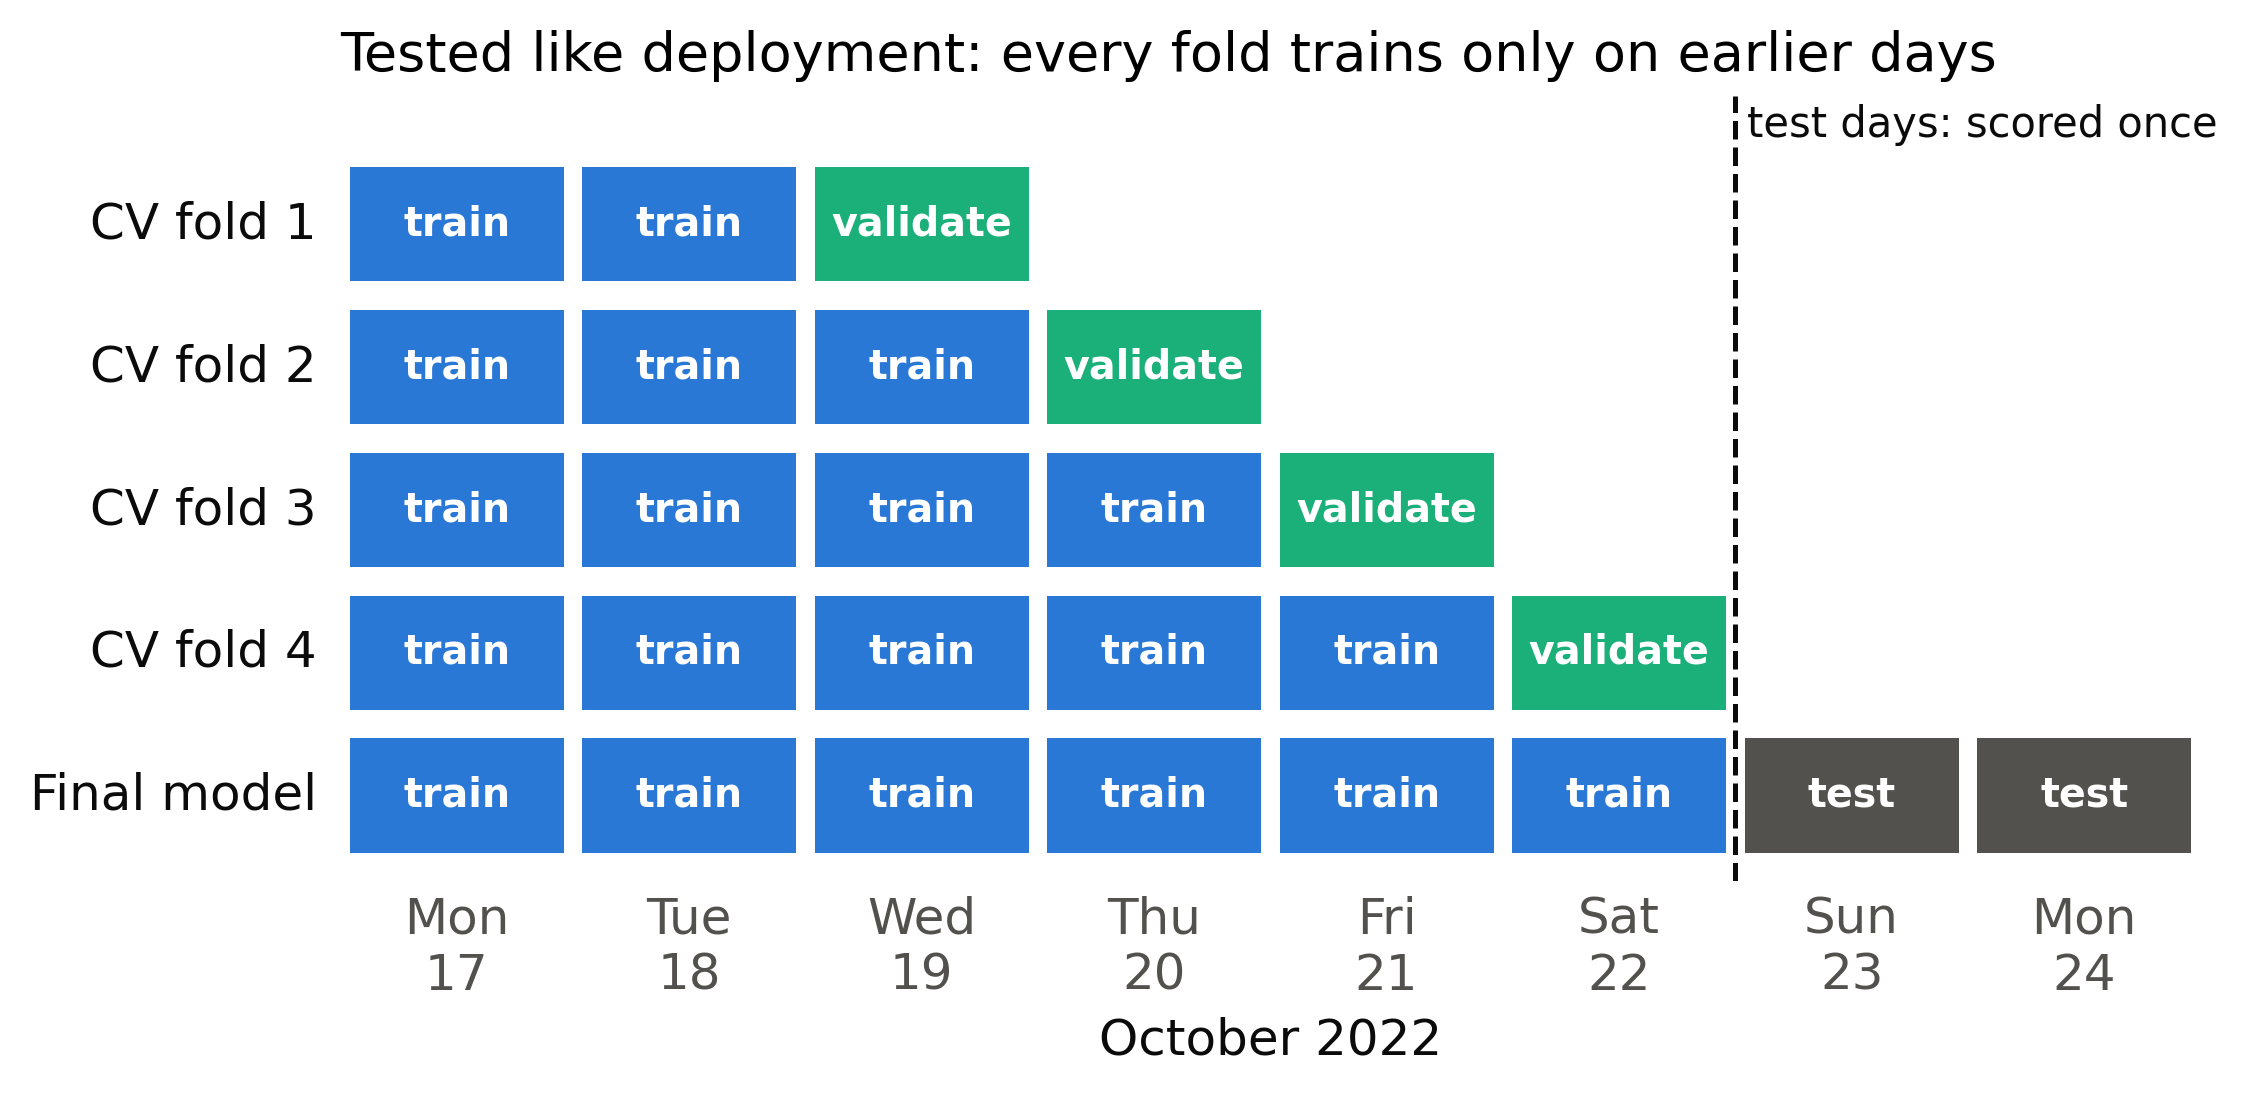 Tested like deployment: every fold trains only on earlier days
test days: scored once
CV fold 1 train train validate
CV fold 2 train train train validate
CV fold 3 train train train train validate
CV fold 4 train train train train train validate
Final model train train train train train train test test
Mon Tue Wed Thu Fri Sat Sun Mon
17 18 19 20 21 22 23 24
October 2022